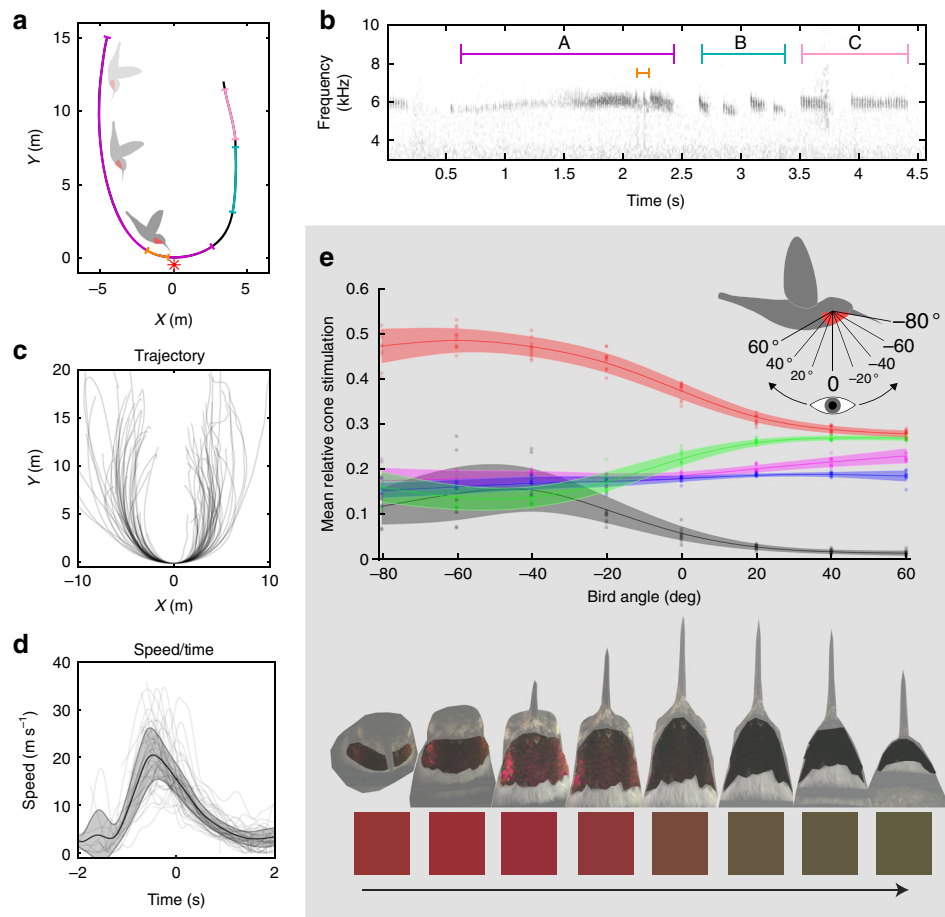 a
15
10
5
0
Y (m)
−5
0
5
X (m)
b
10
8
6
4
Frequency
(kHz)
A
B
C
0.5
1
1.5
2
2.5
3
3.5
4
4.5
Time (s)
c
Trajectory
20
15
10
5
0
Y (m)
−10
0
10
X (m)
d
Speed/time
40
30
20
10
0
Speed (m s⁻¹)
−2
0
2
Time (s)
e
0.6
0.5
0.4
0.3
0.2
0.1
0
Mean relative cone stimulation
−80
−60
−40
−20
0
20
40
60
Bird angle (deg)
−80°
60°
−60
40°
−40
20°
−20°
0